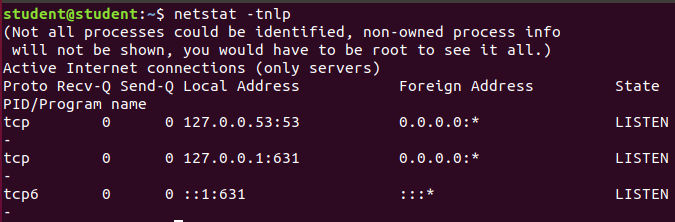 student@student:~$ netstat -tnlp
(Not all processes could be identified, non-owned process info
 will not be shown, you would have to be root to see it all.)
Active Internet connections (only servers)
Proto Recv-Q Send-Q Local Address           Foreign Address         State      
PID/Program name
tcp        0      0 127.0.0.53:53           0.0.0.0:*               LISTEN     
-
tcp        0      0 127.0.0.1:631           0.0.0.0:*               LISTEN     
-
tcp6       0      0 ::1:631                 :::*                    LISTEN     
-